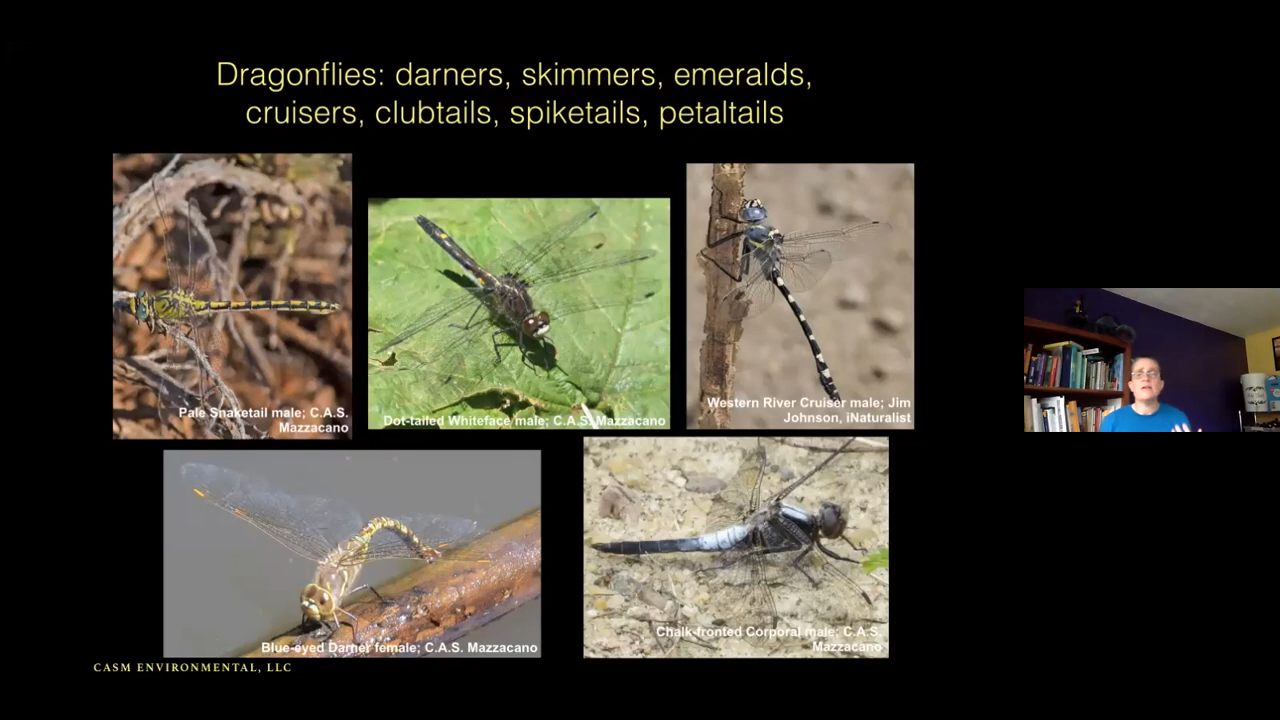 Dragonflies: darners, skimmers, emeralds,
cruisers, clubtails, spiketails, petaltails
Pale Snaketail male; C.A.S.
Mazzacano
Dot-tailed Whiteface male; C.A.S. Mazzacano
Western River Cruiser male; Jim
Johnson, iNaturalist
Blue-eyed Darner female; C.A.S. Mazzacano
Chalk-fronted Corporal male; C.A.S.
Mazzacano
CASM ENVIRONMENTAL, LLC